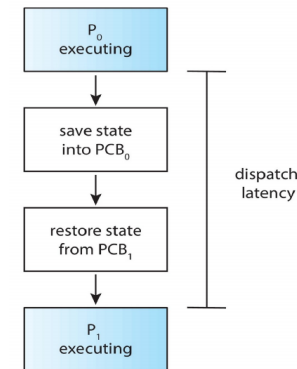 P₀
executing
save state
into PCB₀
dispatch
latency
restore state
from PCB₁
P₁
executing